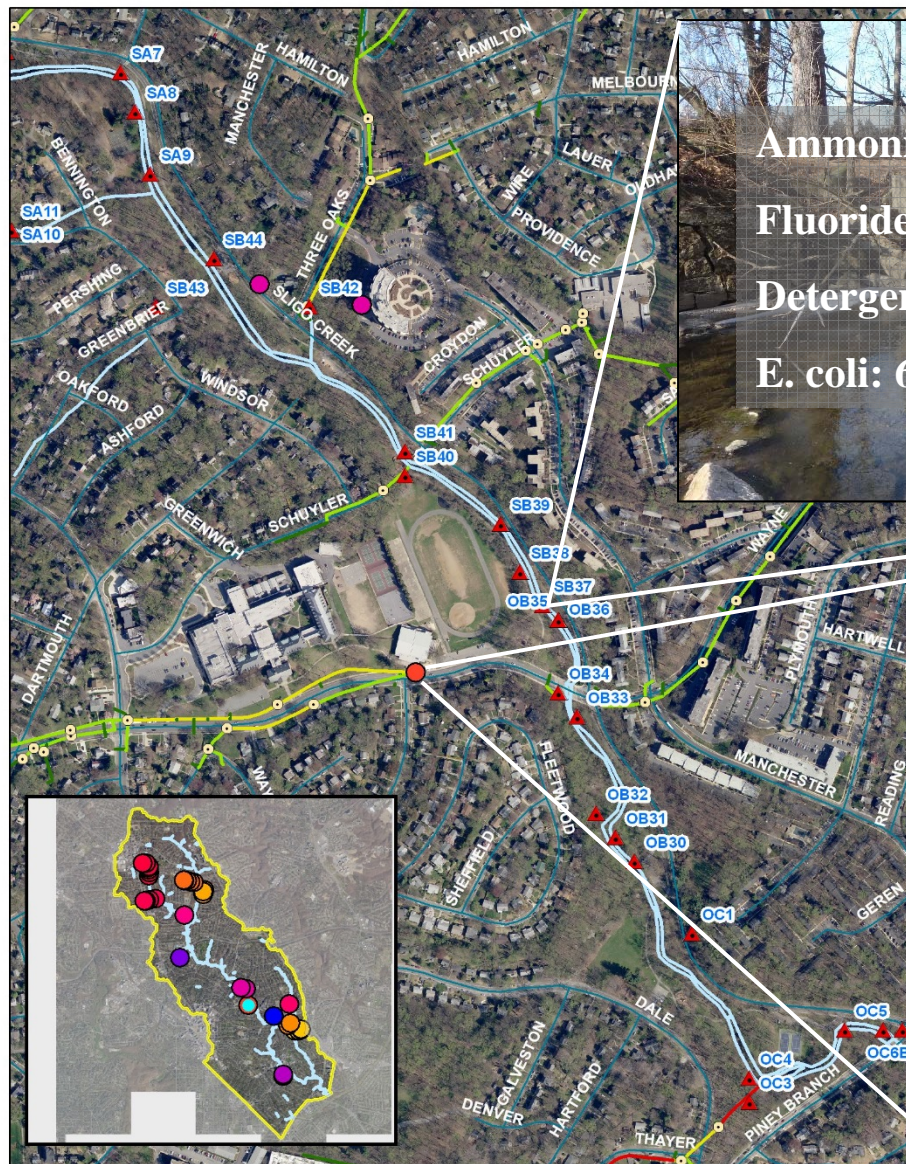 SA7
HAMILTON
HAMILTON
MANCHESTER
SA8
MELBOURN
LAUER
SA9
BENNINGTON
WIRE
OLDHA
PROVIDENCE
SA11
SA10
THREE OAKS
SB44
PERSHING
SB43
SB42
SLIGO CREEK
GREENBRIER
CROYDON
SCHUYLER
OAKFORD
WINDSOR
ASHFORD
SB41
SB40
GREENWICH
SCHUYLER
SB39
WAYNE
SB38
SB37
OB35
OB36
PLYMOUTH
HARTWELL
DARTMOUTH
OB34
OB33
FLEETWOOD
MANCHESTER
READING
OB32
OB31
OB30
SHEFFIELD
GEREN
OC1
DALE
OC5
OC6B
GALVESTON
HARTFORD
OC4
OC3
PINEY BRANCH
DENVER
THAYER
Ammoni
Fluoride
Deterger
E. coli: 6